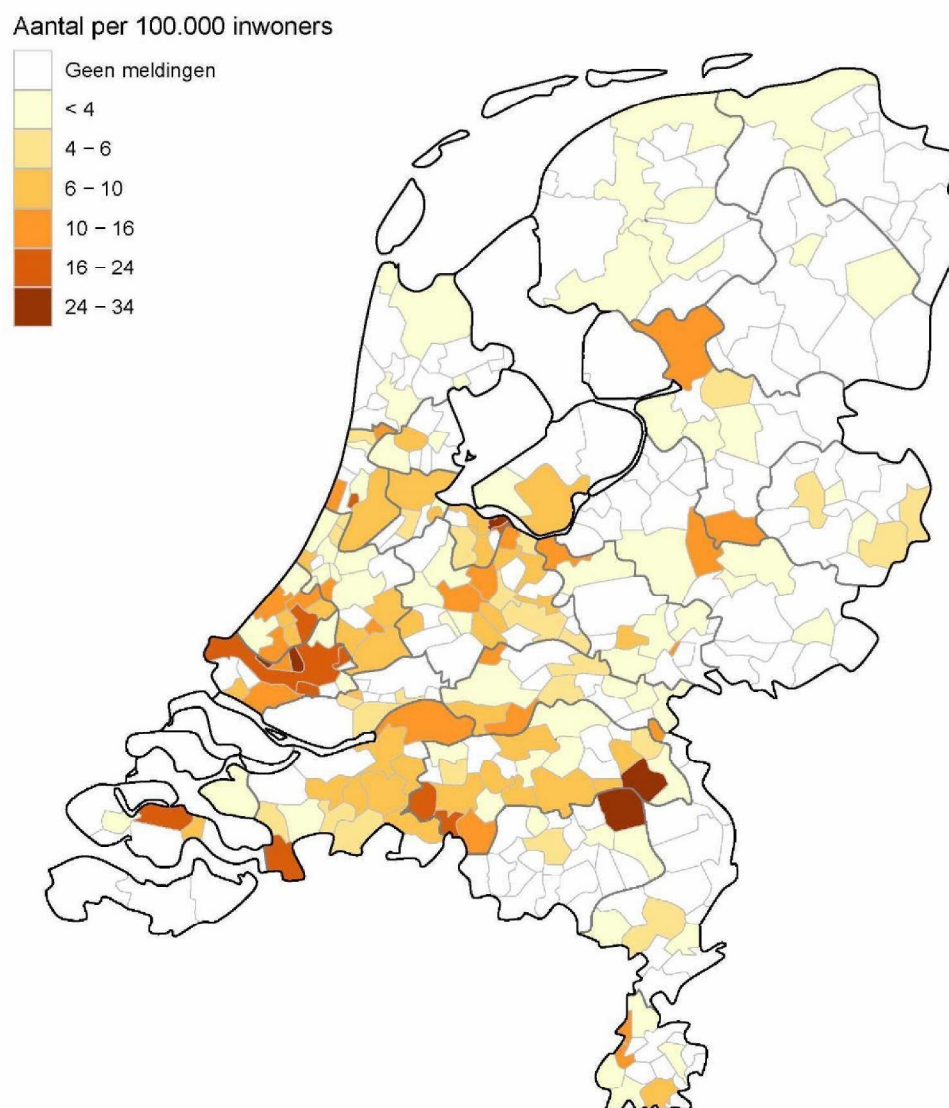 Aantal per 100.000 inwoners
Geen meldingen
< 4
4 – 6
6 – 10
10 – 16
16 – 24
24 – 34